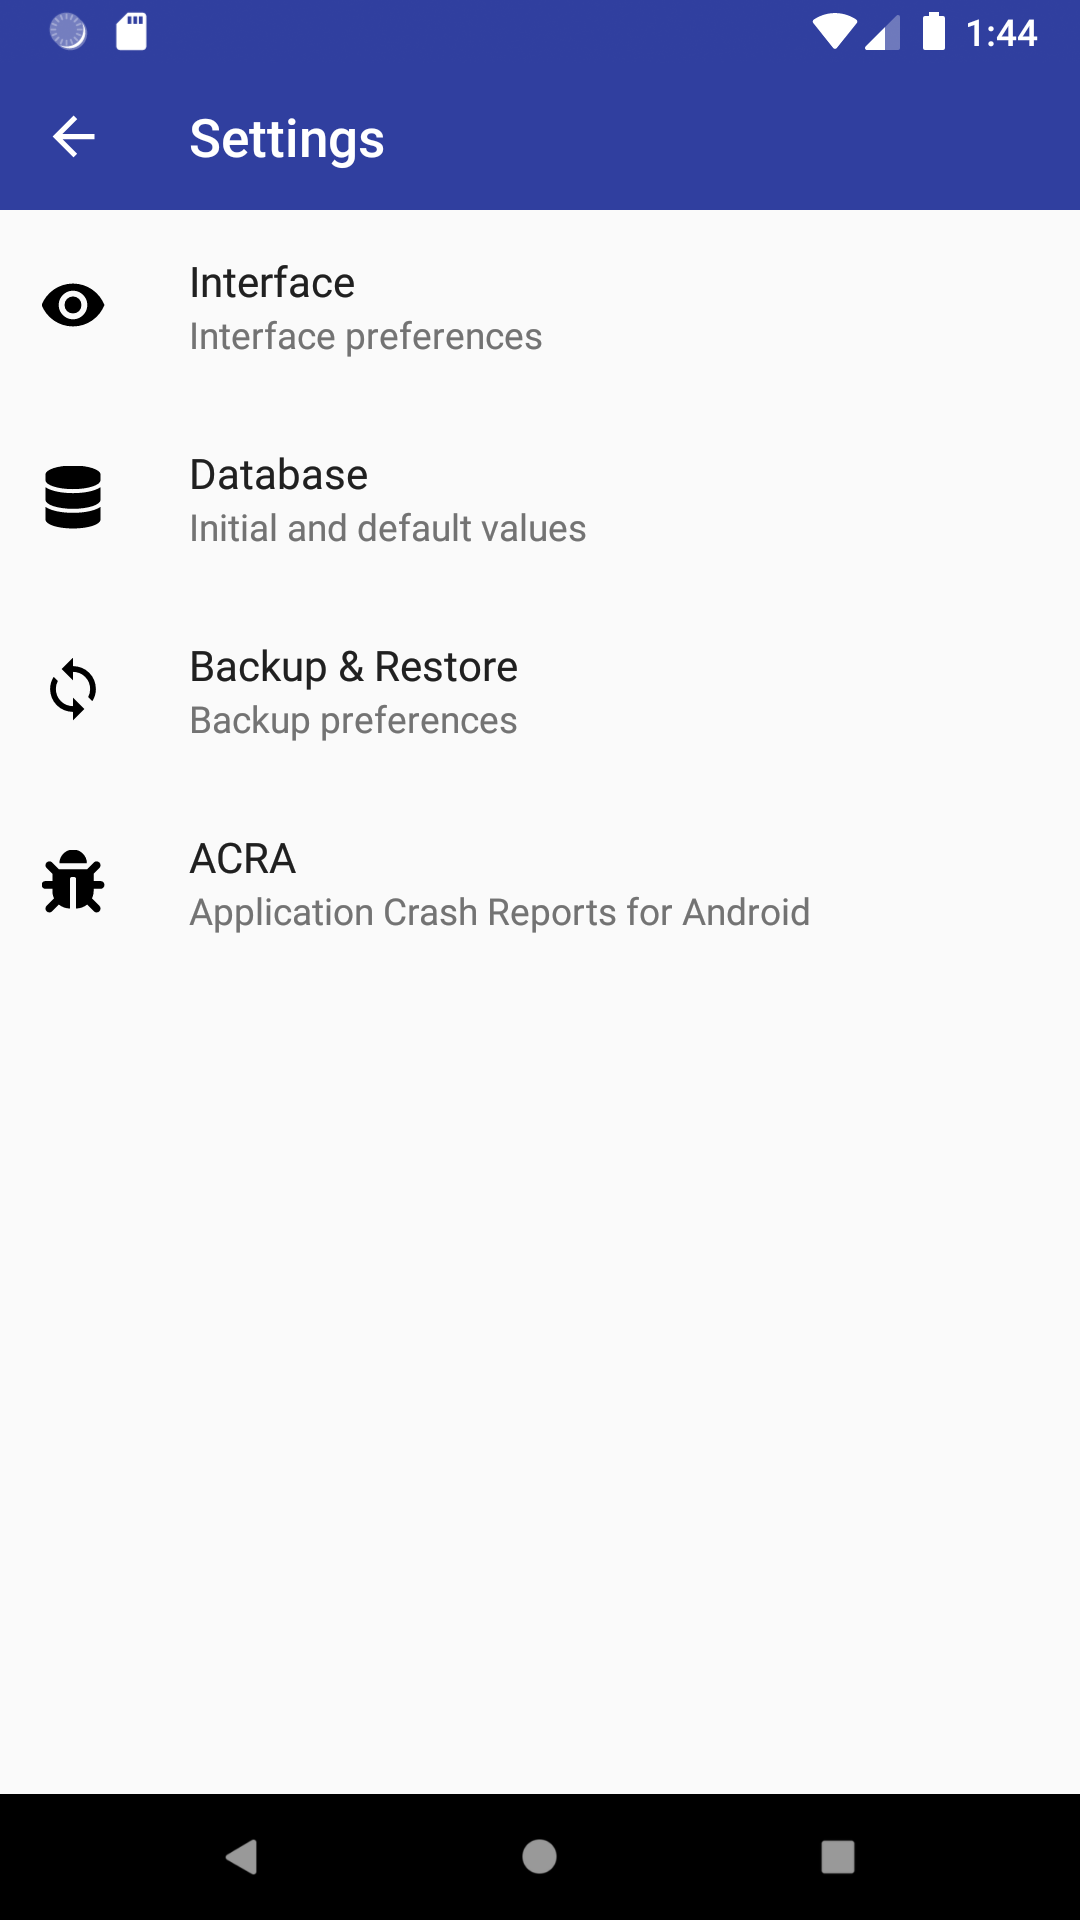 1:44
Settings
Interface
Interface preferences
Database
Initial and default values
Backup & Restore
Backup preferences
ACRA
Application Crash Reports for Android